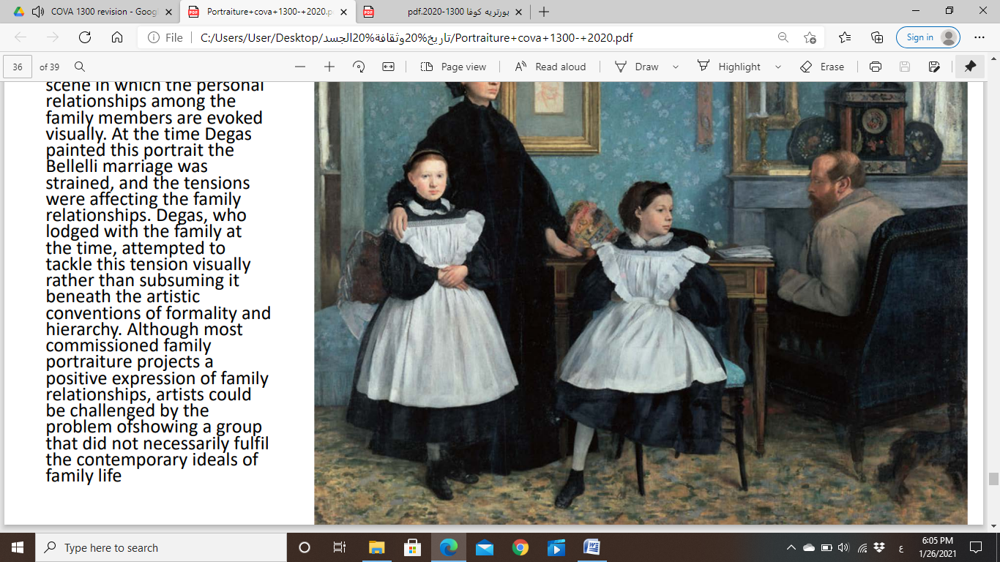 COVA 1300 revision - Goog
Portraiture+cova+1300-+2020.p
بورتريه كوفا 1300-2020.pdf
File
C:/Users/User/Desktop/تاريخ%20وثقافة%20الجسد/Portraiture+cova+1300-+2020.pdf
Sign in
36
of 39
Page view
Read aloud
Draw
Highlight
Erase
scene in which the personal
relationships among the
family members are evoked
visually. At the time Degas
painted this portrait the
Bellelli marriage was
strained, and the tensions
were affecting the family
relationships. Degas, who
lodged with the family at
the time, attempted to
tackle this tension visually
rather than subsuming it
beneath the artistic
conventions of formality and
hierarchy. Although most
commissioned family
portraiture projects a
positive expression of family
relationships, artists could
be challenged by the
problem ofshowing a group
that did not necessarily fulfil
the contemporary ideals of
family life
Type here to search
ع
6:05 PM
1/26/2021